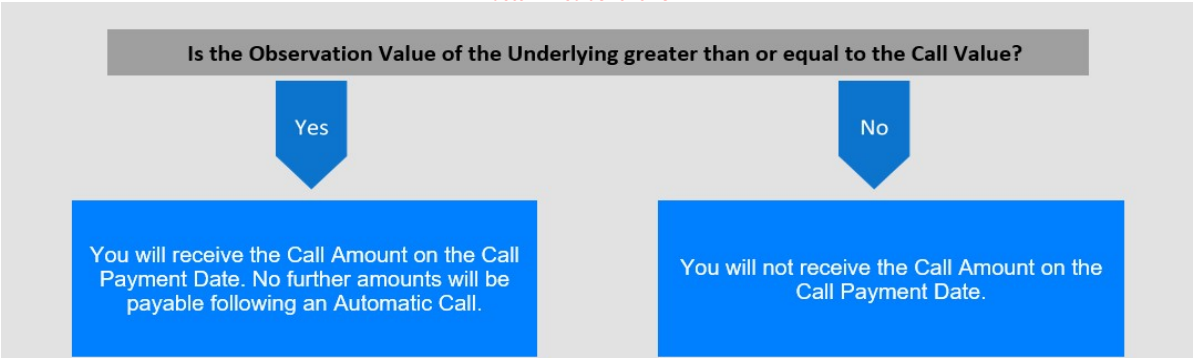 Is the Observation Value of the Underlying greater than or equal to the Call Value?
Yes
No
You will receive the Call Amount on the Call
Payment Date. No further amounts will be
payable following an Automatic Call.
You will not receive the Call Amount on the
Call Payment Date.